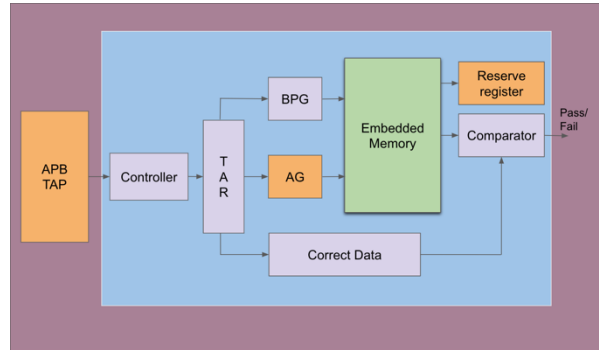 APB
TAP
Controller
T
A
R
BPG
AG
Correct Data
Embedded
Memory
Reserve
register
Comparator
Pass/
Fail